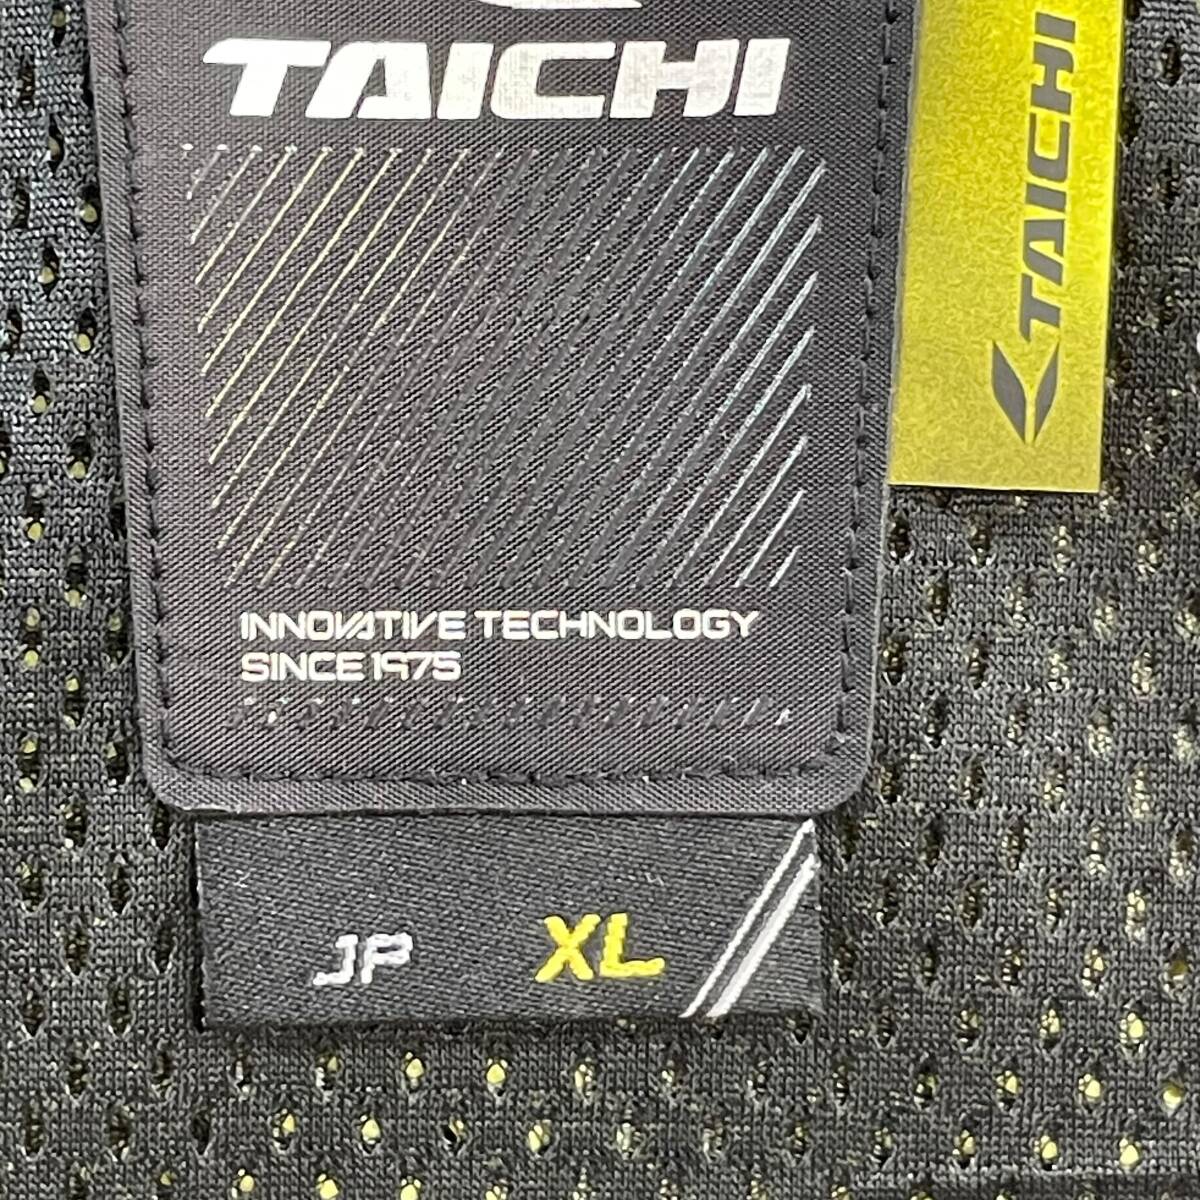 TAICHI
TAICHI
INNOVATIVE TECHNOLOGY
SINCE 1975
JP XL